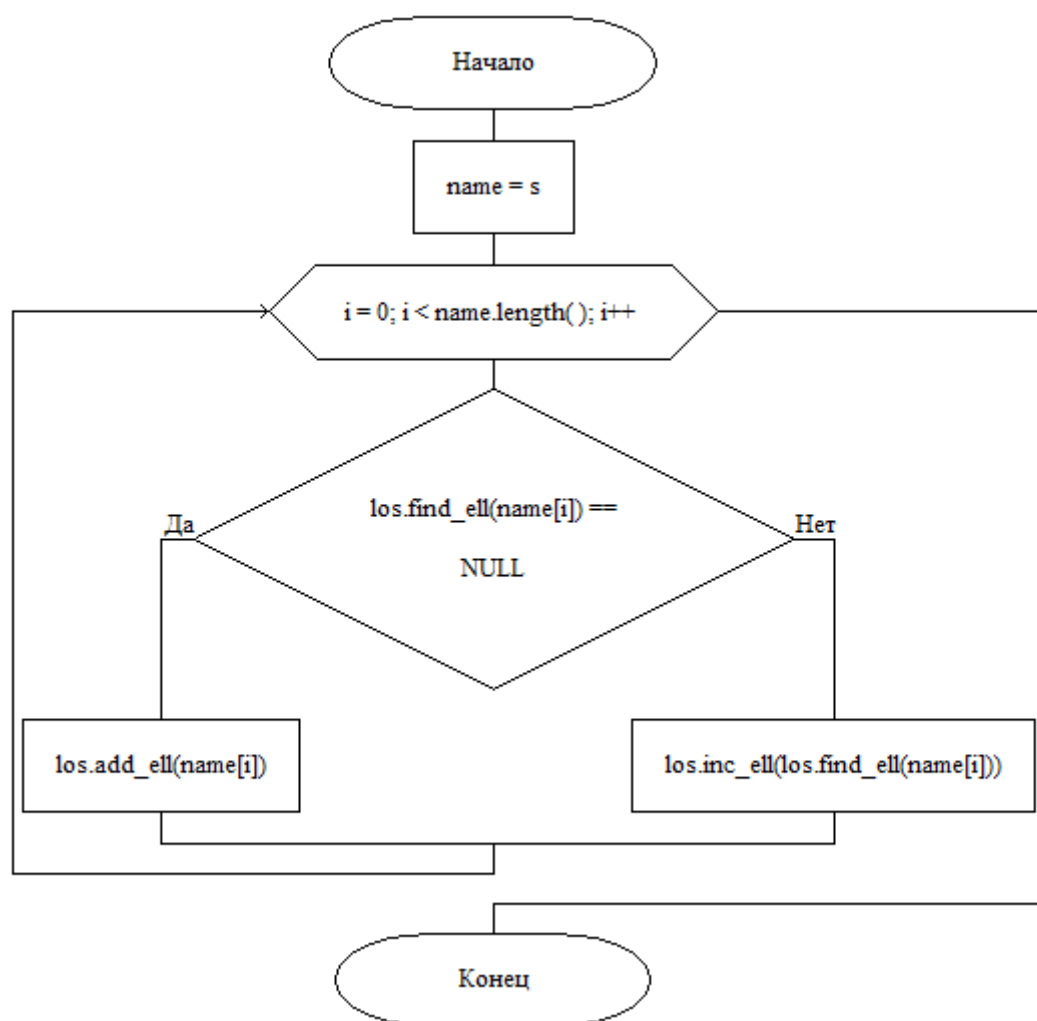 Начало
name = s
i = 0; i < name.length( ); i++
los.find_ell(name[i]) ==
NULL
Да
Нет
los.add_ell(name[i])
los.inc_ell(los.find_ell(name[i]))
Конец